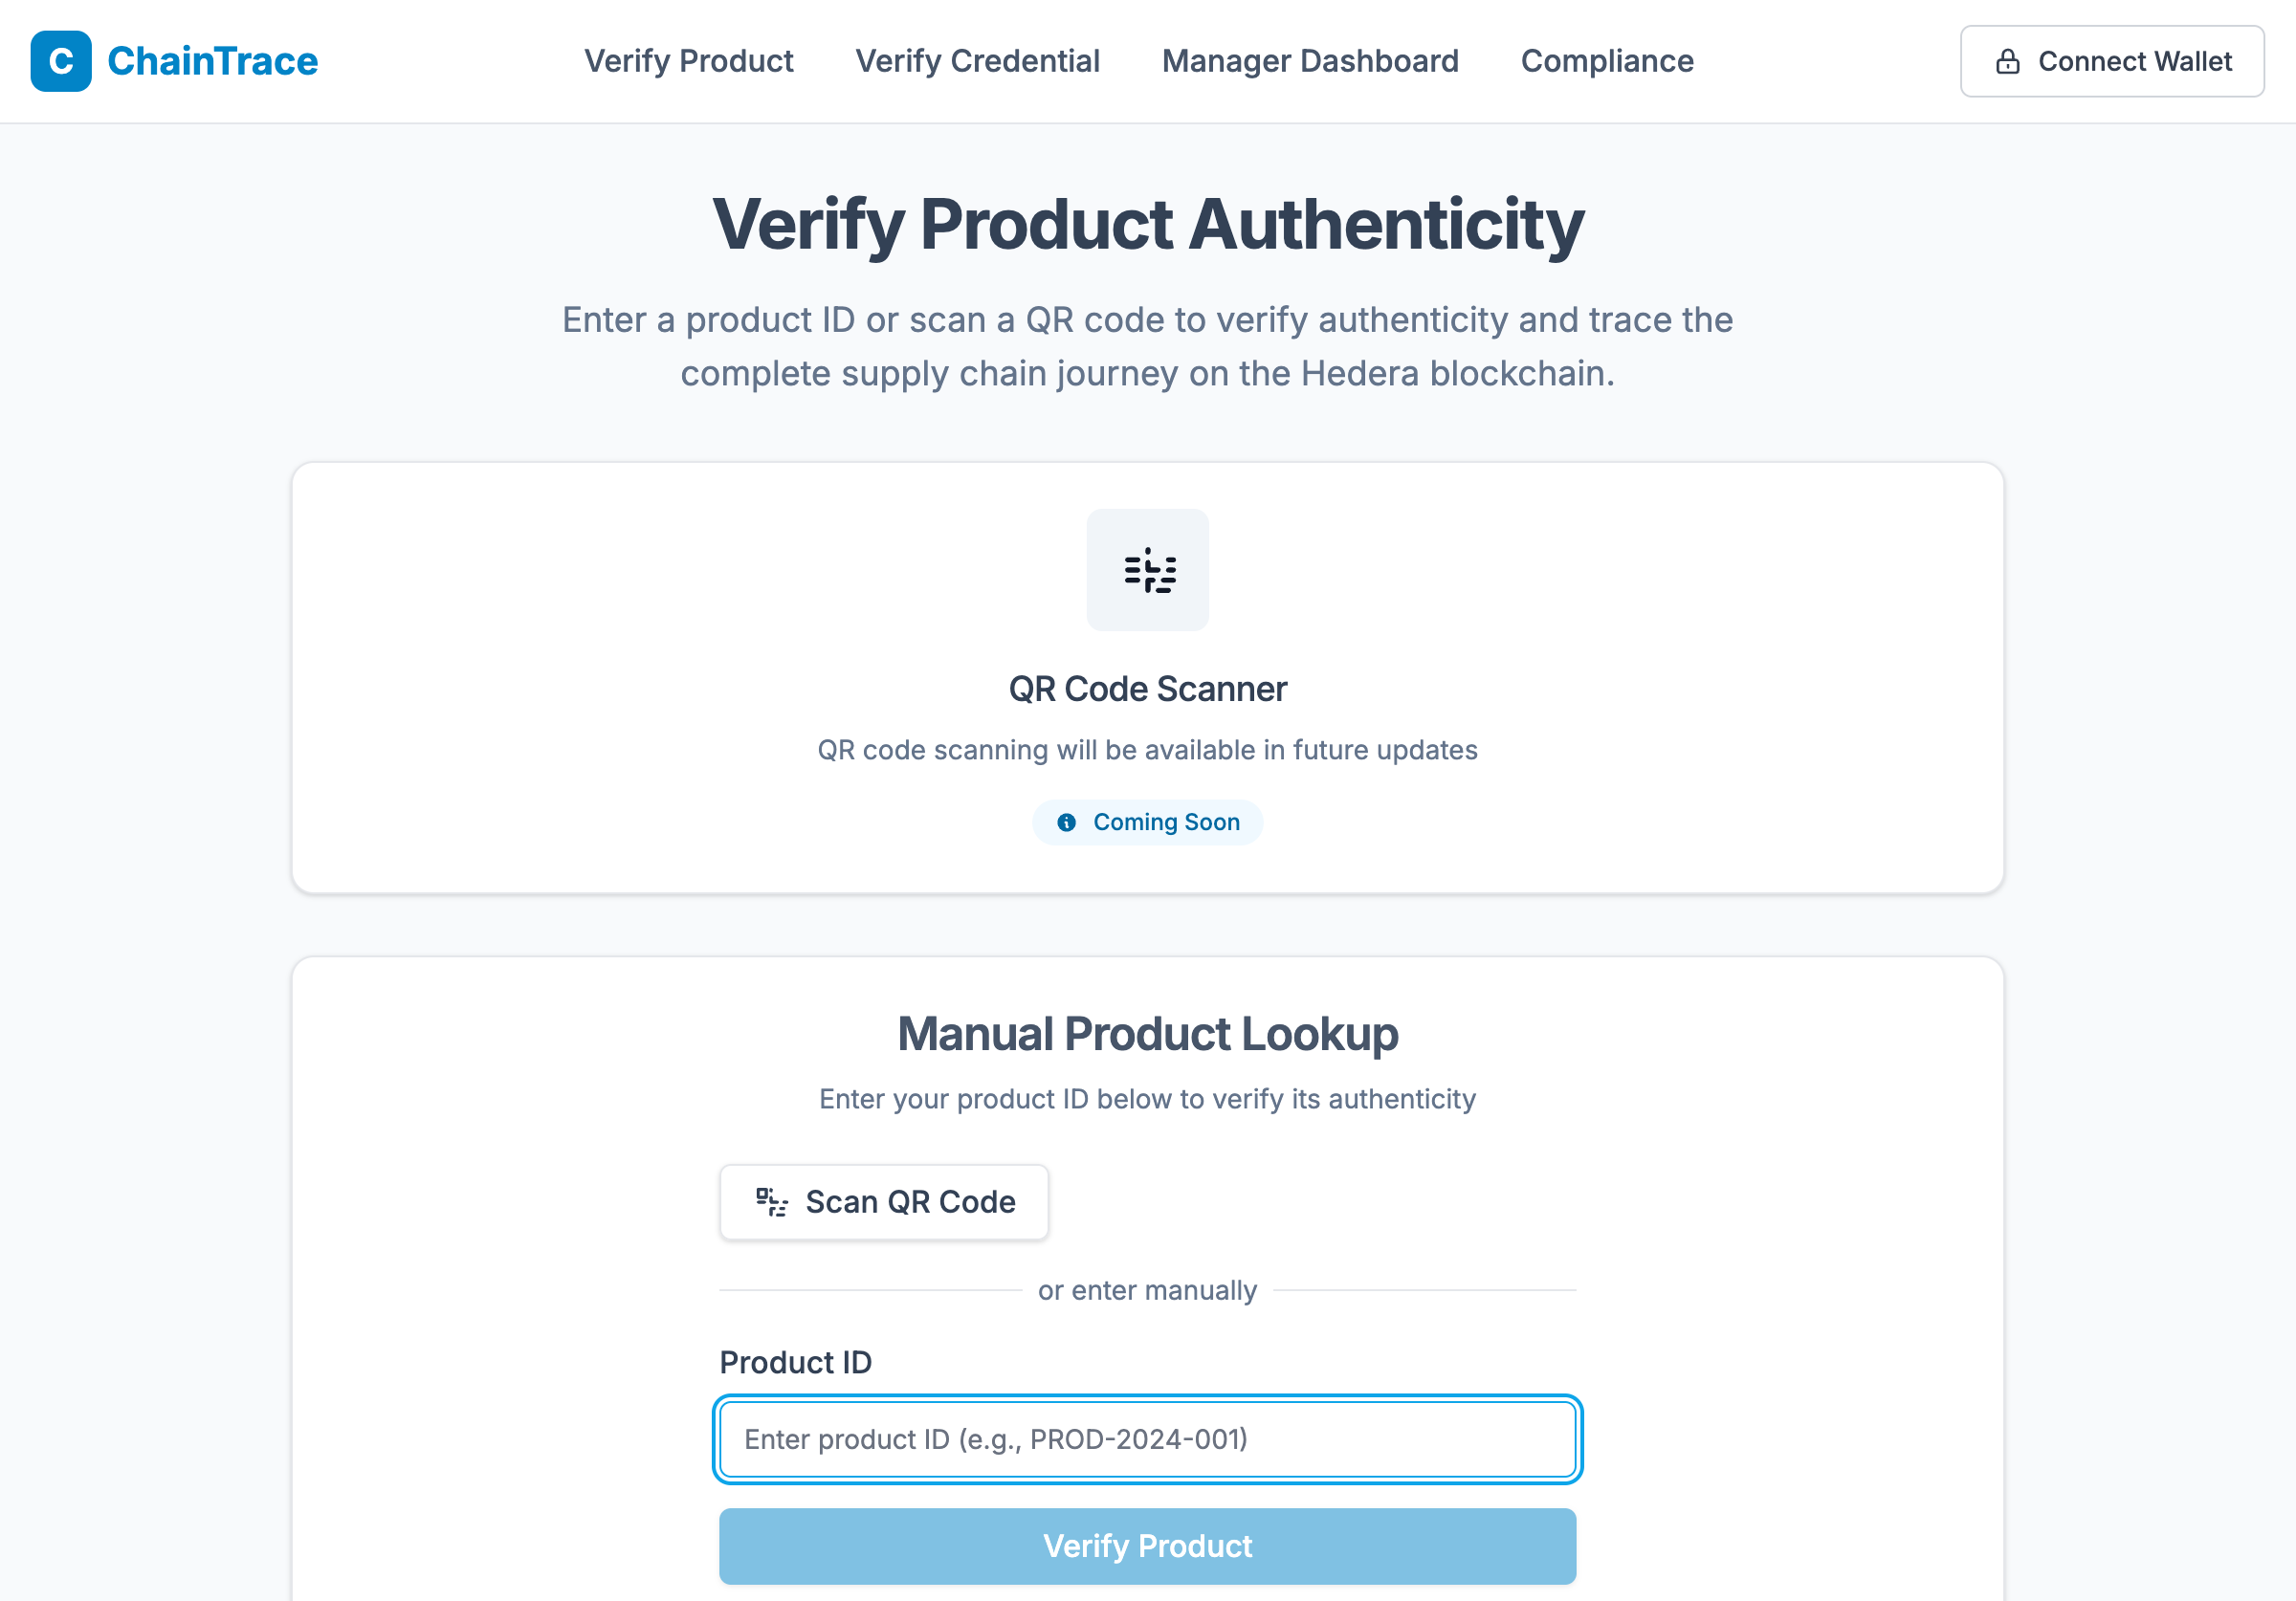 C ChainTrace
Verify Product
Verify Credential
Manager Dashboard
Compliance
Connect Wallet
Verify Product Authenticity
Enter a product ID or scan a QR code to verify authenticity and trace the
complete supply chain journey on the Hedera blockchain.
QR Code Scanner
QR code scanning will be available in future updates
Coming Soon
Manual Product Lookup
Enter your product ID below to verify its authenticity
Scan QR Code
or enter manually
Product ID
Enter product ID (e.g., PROD-2024-001)
Verify Product